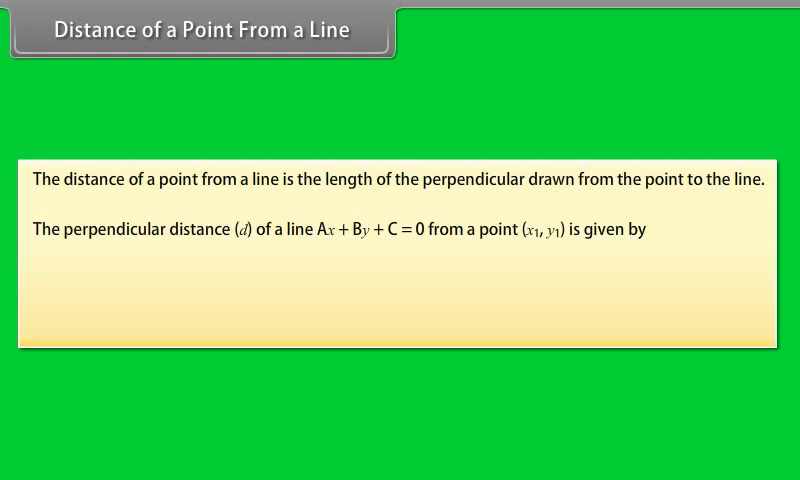 Distance of a Point From a Line
The distance of a point from a line is the length of the perpendicular drawn from the point to the line.
The perpendicular distance (d) of a line Ax + By + C = 0 from a point (x₁, y₁) is given by